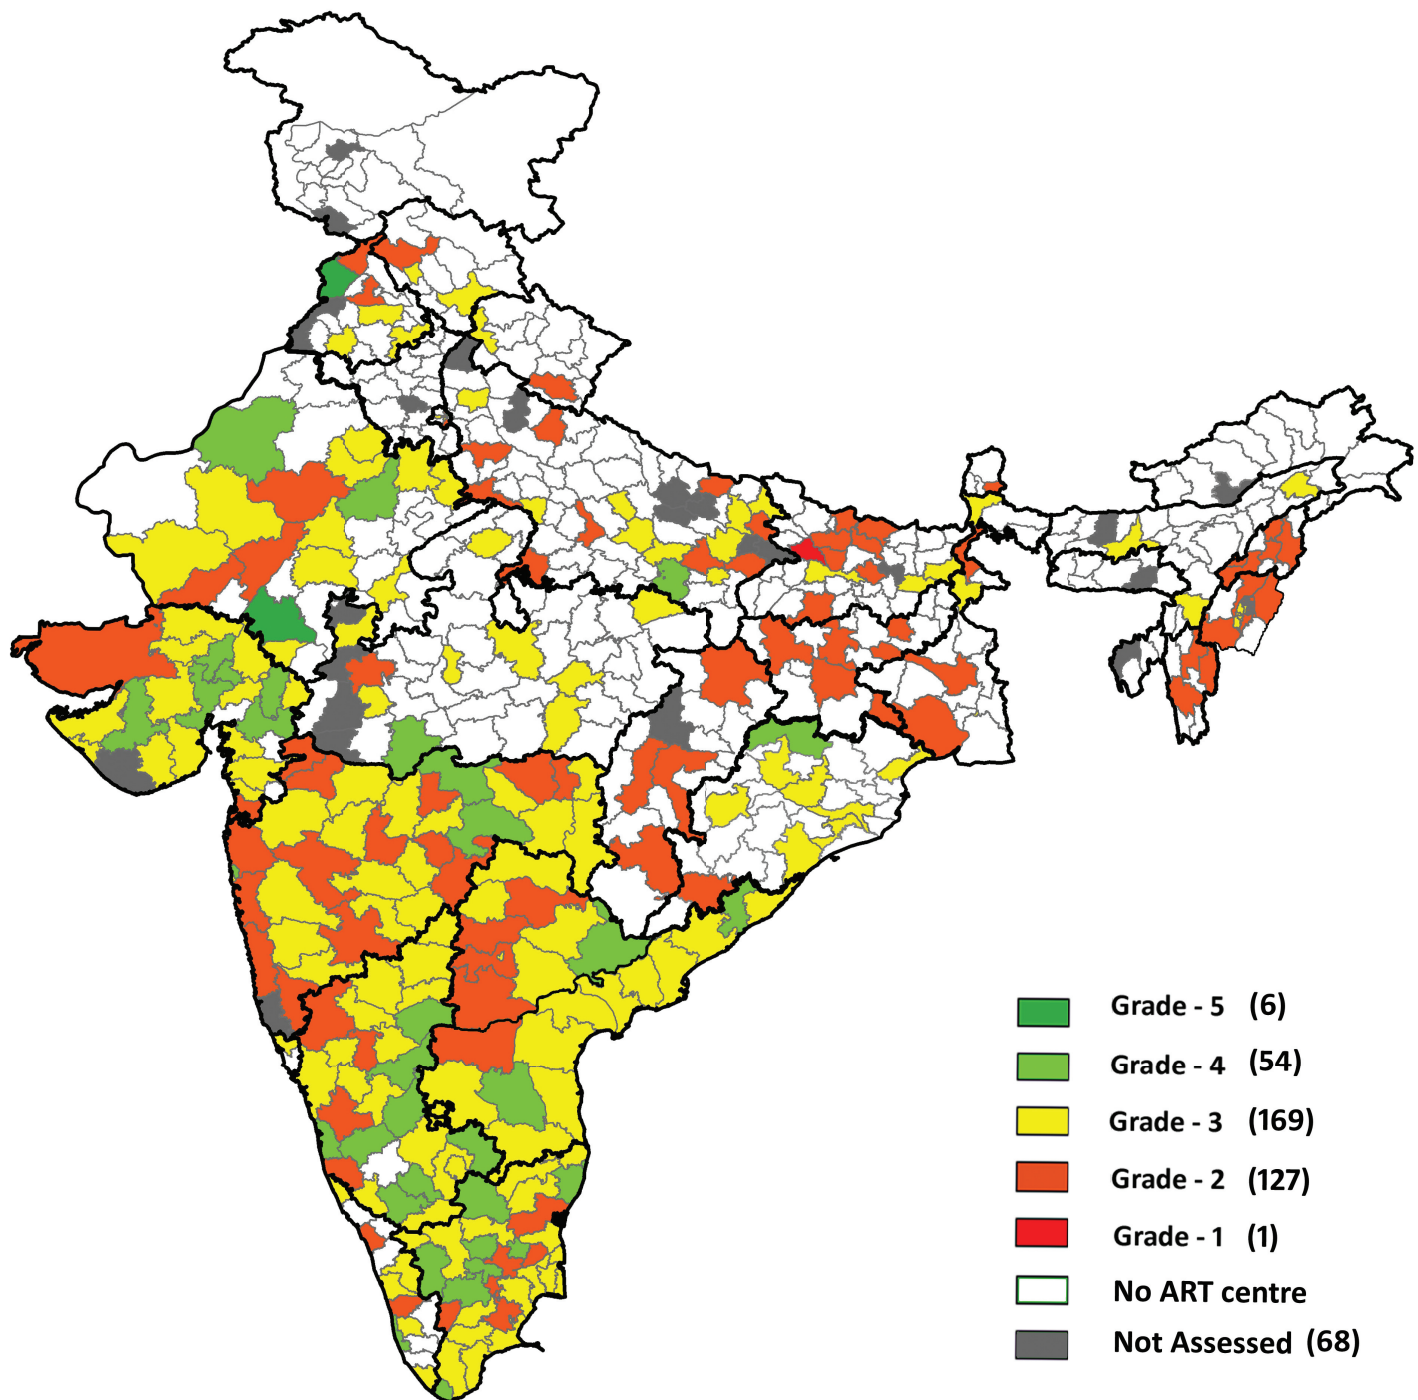 Grade - 5 (6)
Grade - 4 (54)
Grade - 3 (169)
Grade - 2 (127)
Grade - 1 (1)
No ART centre
Not Assessed (68)